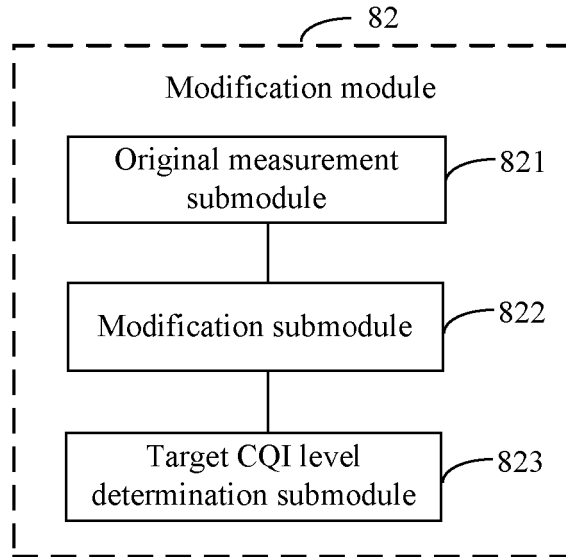 82
Modification module
Original measurement
submodule
821
Modification submodule
822
Target CQI level
determination submodule
823